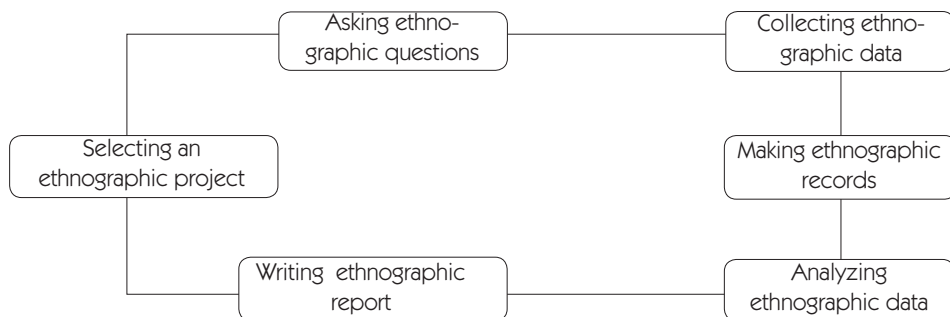 Asking ethno-
graphic questions
Collecting ethno-
graphic data
Selecting an
ethnographic project
Making ethnographic
records
Writing ethnographic
report
Analyzing
ethnographic data